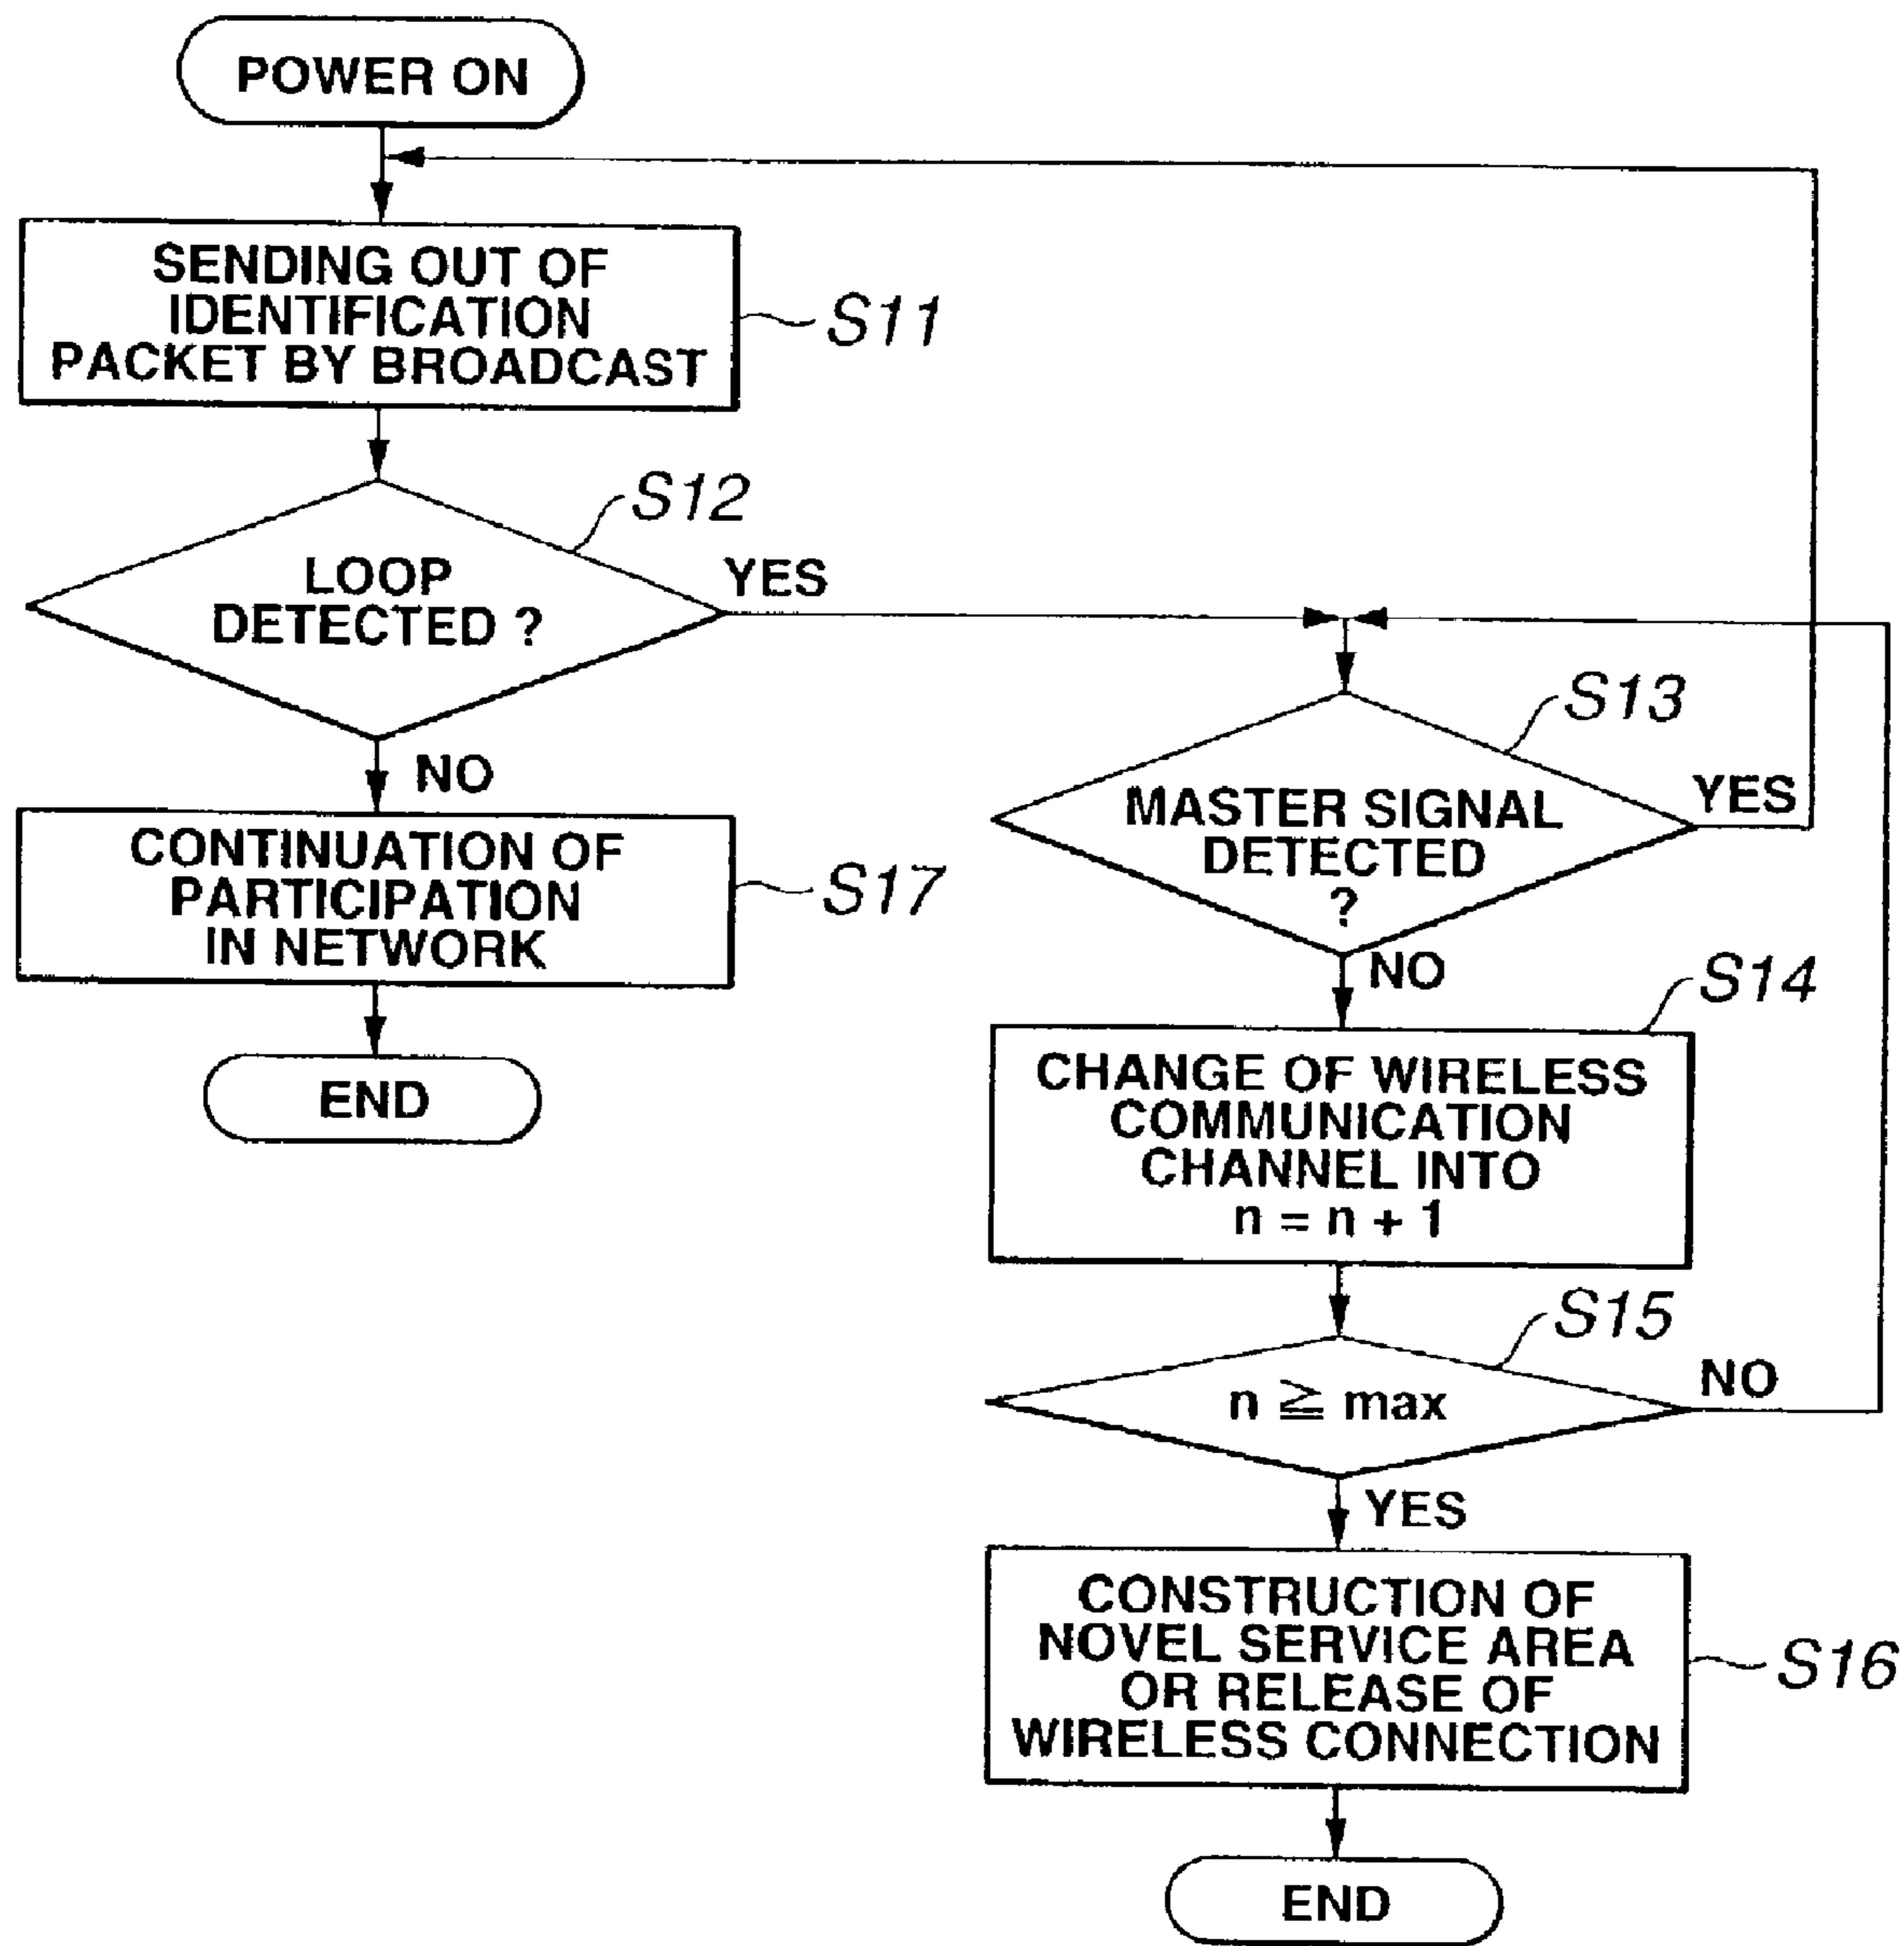 POWER ON
SENDING OUT OF
IDENTIFICATION
PACKET BY BROADCAST
S11
S12
LOOP
DETECTED ?
YES
NO
CONTINUATION OF
PARTICIPATION
IN NETWORK
S17
END
S13
MASTER SIGNAL
DETECTED
?
YES
NO
S14
CHANGE OF WIRELESS
COMMUNICATION
CHANNEL INTO
n = n + 1
S15
n ≧ max
NO
YES
CONSTRUCTION OF
NOVEL SERVICE AREA
OR RELEASE OF
WIRELESS CONNECTION
S16
END